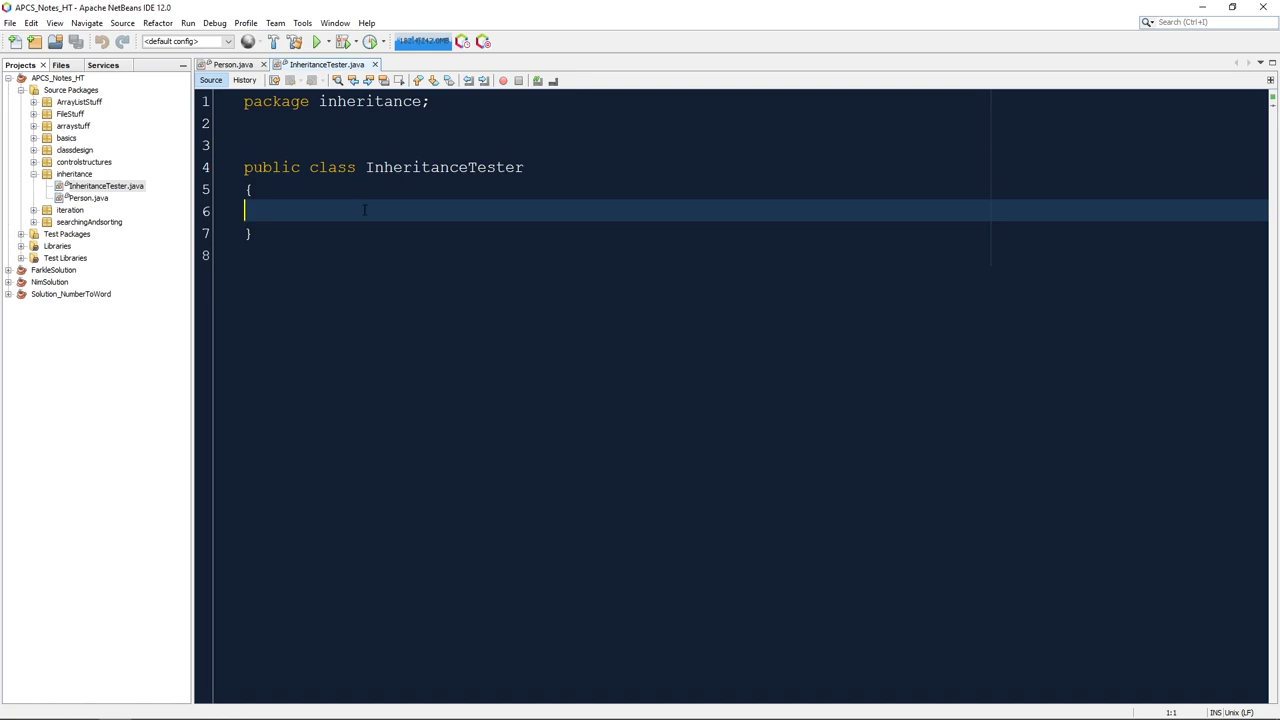 APCS_Notes_HT - Apache NetBeans IDE 12.0
File Edit View Navigate Source Refactor Run Debug Profile Team Tools Window Help
Search (Ctrl+I)
<default config>
Projects Files Services
Person.java InheritanceTester.java
Source History
APCS_Notes_HT
Source Packages
ArrayListStuff
FileStuff
arraystuff
basics
classdesign
controlstructures
inheritance
InheritanceTester.java
Person.java
iteration
searchingAndsorting
Test Packages
Libraries
Test Libraries
FarkleSolution
NimSolution
Solution_NumberToWord
1 package inheritance;
2
3
4 public class InheritanceTester
5 {
6
7 }
8
1:1 INS Unix (LF)